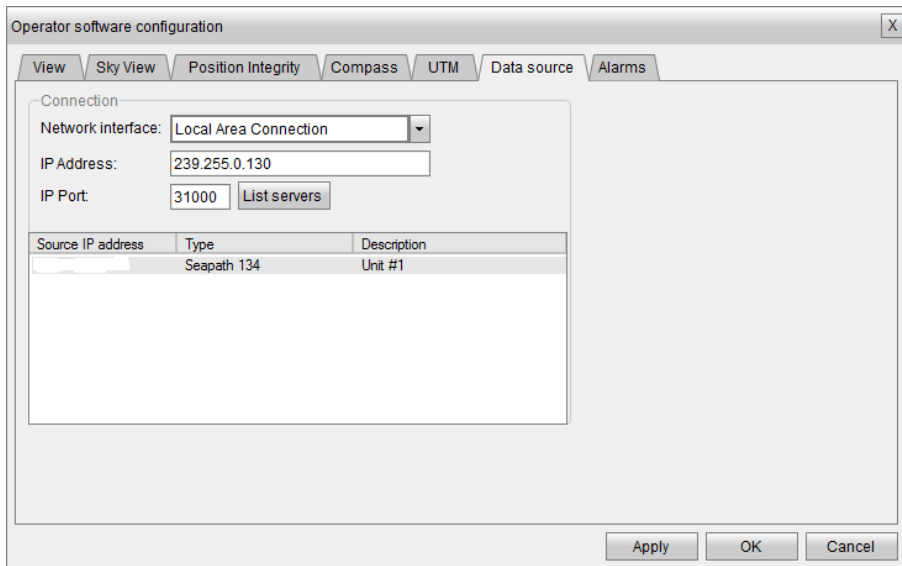 Operator software configuration X
View Sky View Position Integrity Compass UTM Data source Alarms
Connection
Network interface: Local Area Connection
IP Address: 239.255.0.130
IP Port: 31000 List servers
Source IP address Type Description
Seapath 134 Unit #1
Apply OK Cancel